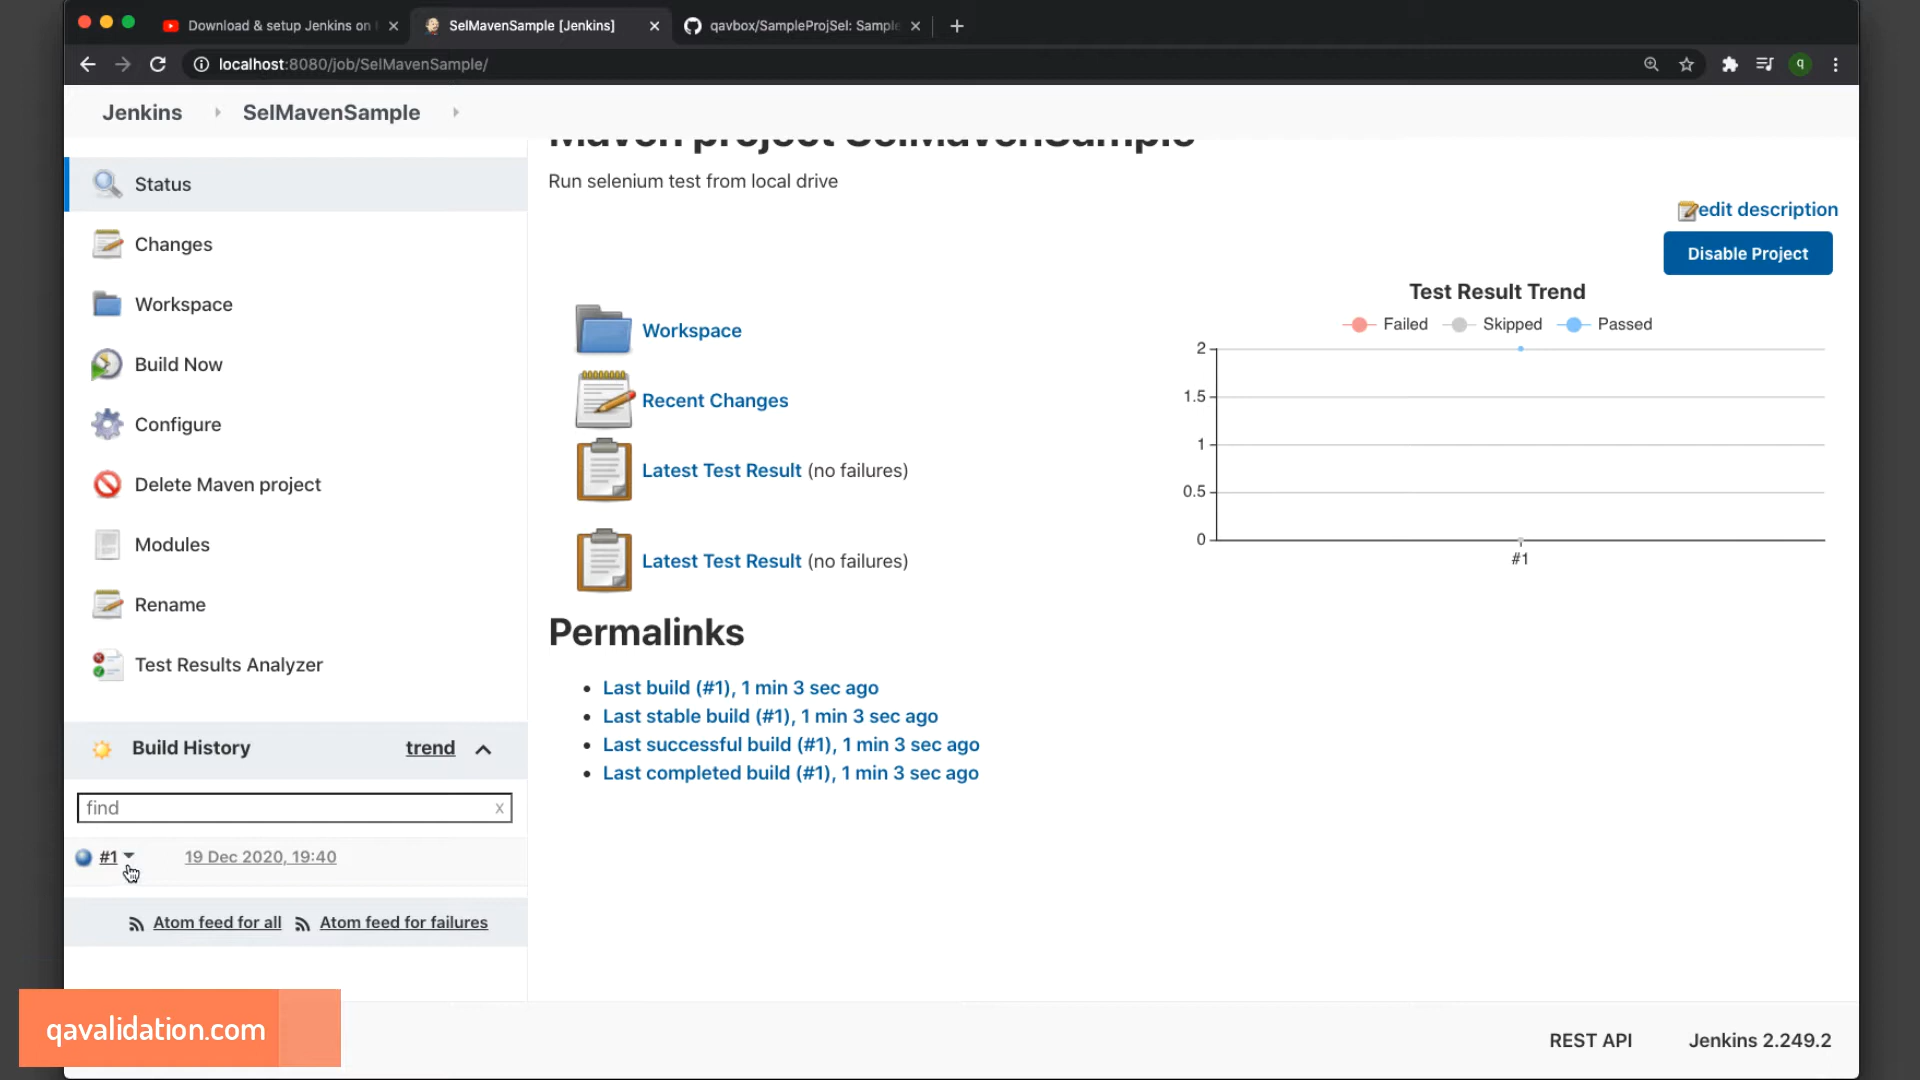 Download & setup Jenkins on
SelMavenSample [Jenkins]
qavbox/SampleProjSel: Sample
localhost:8080/job/SelMavenSample/
q
Jenkins
SelMavenSample
Maven project SelMavenSample
Run selenium test from local drive
edit description
Disable Project
Status
Changes
Workspace
Build Now
Configure
Delete Maven project
Modules
Rename
Test Results Analyzer
Workspace
Recent Changes
Latest Test Result (no failures)
Latest Test Result (no failures)
Test Result Trend
Failed Skipped Passed
2
1.5
1
0.5
0
#1
Permalinks
Last build (#1), 1 min 3 sec ago
Last stable build (#1), 1 min 3 sec ago
Last successful build (#1), 1 min 3 sec ago
Last completed build (#1), 1 min 3 sec ago
Build History
trend
find
x
#1
19 Dec 2020, 19:40
Atom feed for all
Atom feed for failures
qavalidation.com
REST API
Jenkins 2.249.2